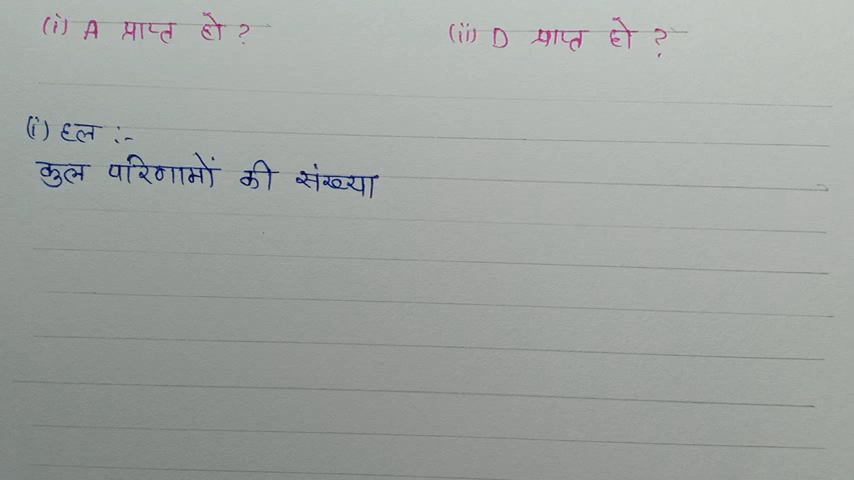 (i) A प्राप्त हो ? (ii) D प्राप्त हो ?
(i) हल :-
कुल परिणामों की संख्या